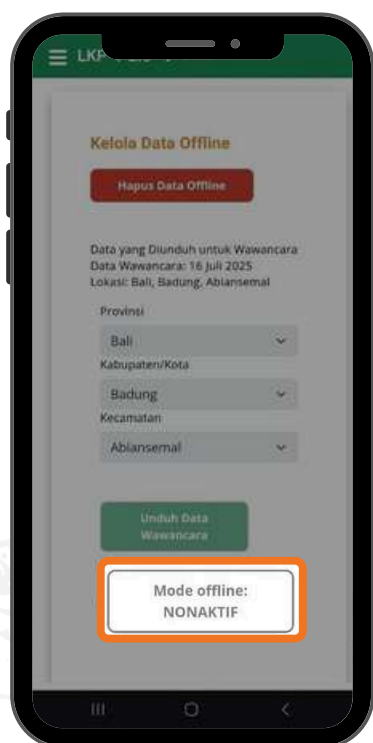 Kelola Data Offline
Hapus Data Offline
Data yang Diunduh untuk Wawancara
Data Wawancara: 16 Juli 2025
Lokasi: Bali, Badung, Abiansemal
Provinsi
Bali
Kabupaten/Kota
Badung
Kecamatan
Abiansemal
Unduh Data
Wawancara
Mode offline:
NONAKTIF